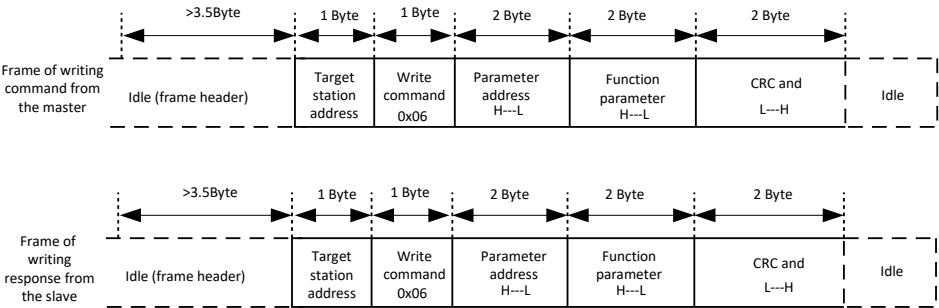 >3.5Byte
1 Byte
1 Byte
2 Byte
2 Byte
2 Byte
Frame of writing
command from
the master
Idle (frame header)
Target
station
address
Write
command
0x06
Parameter
address
H---L
Function
parameter
H---L
CRC and
L---H
Idle
>3.5Byte
1 Byte
1 Byte
2 Byte
2 Byte
2 Byte
Frame of
writing
response from
the slave
Idle (frame header)
Target
station
address
Write
command
0x06
Parameter
address
H---L
Function
parameter
H---L
CRC and
L---H
Idle